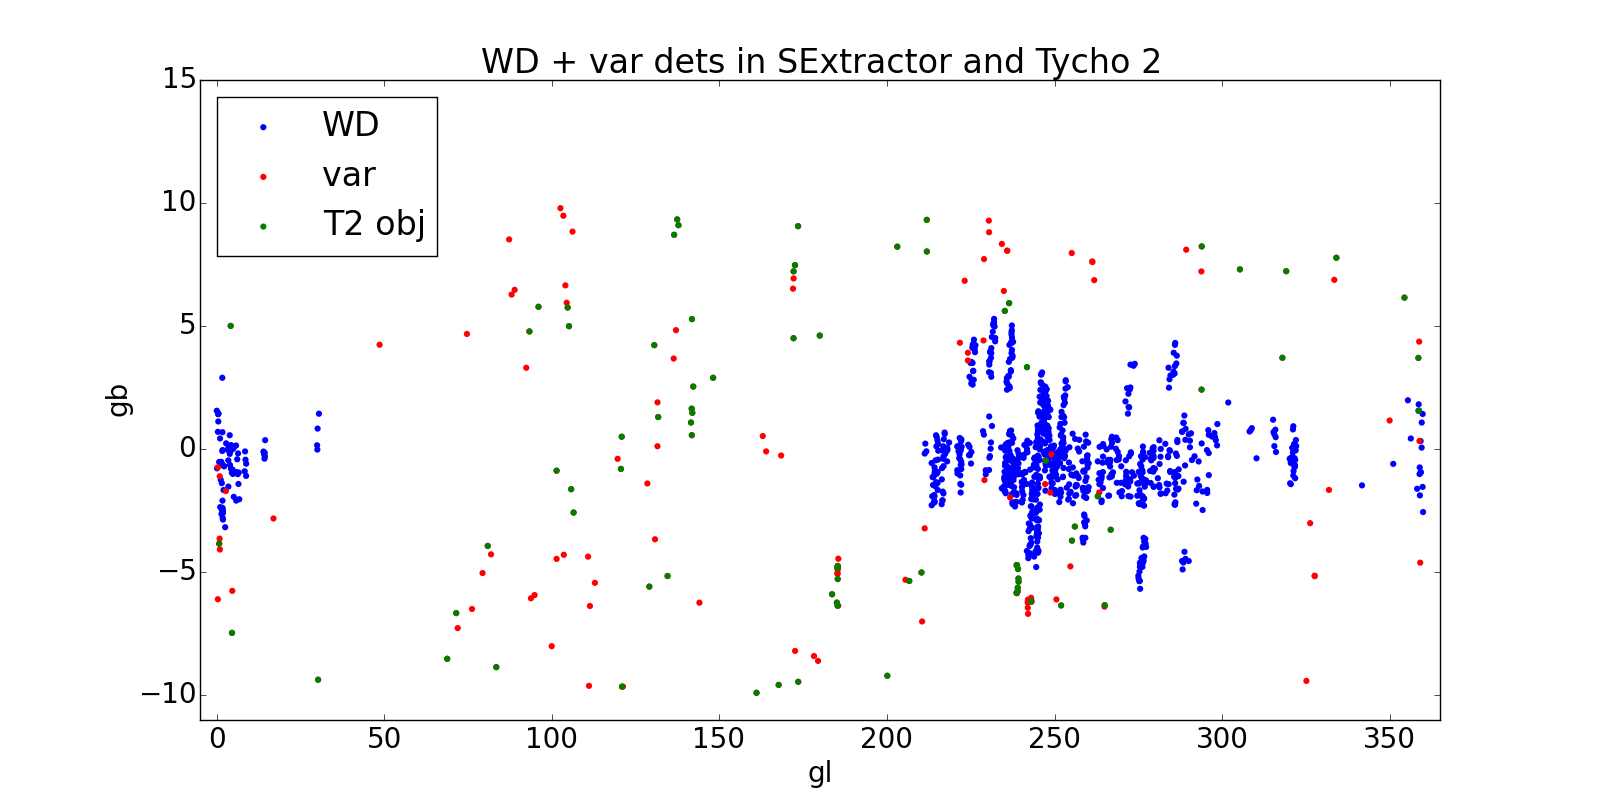 WD + var dets in SExtractor and Tycho 2
15
10
5
0
−5
−10
gb
WD
var
T2 obj
0 50 100 150 200 250 300 350
gl